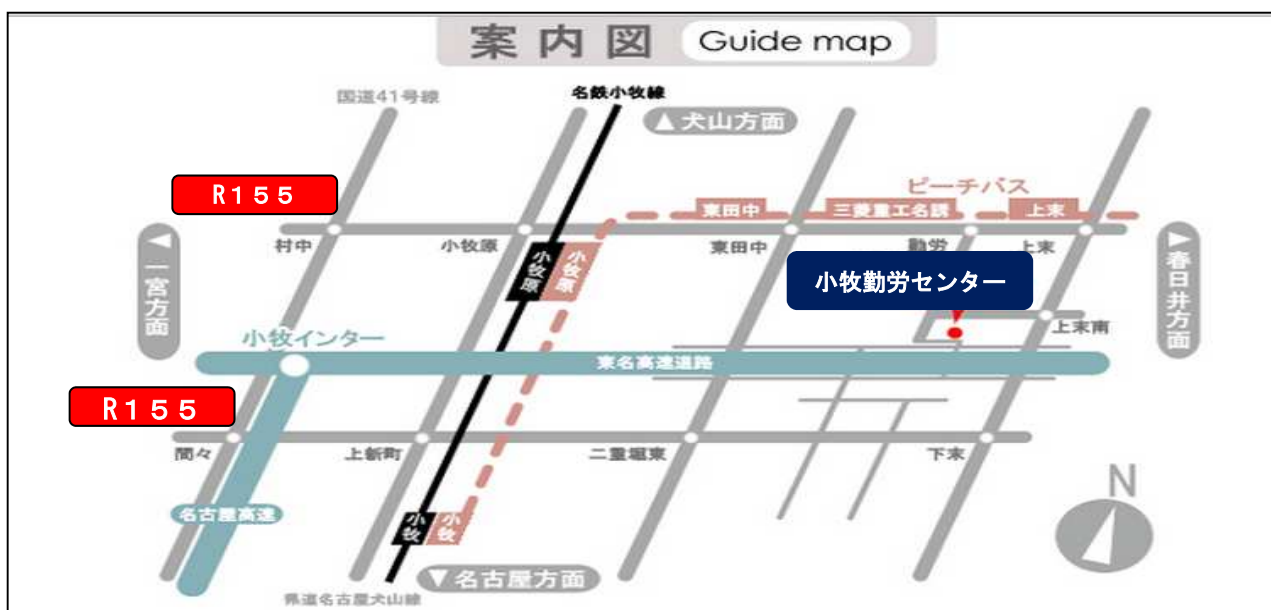 案内図 Guide map
国道41号線
名鉄小牧線
▲犬山方面
R155
ピーチバス
東田中
三菱重工名誘
上末
村中
小牧原
東田中
勤労
上末
◀一宮方面
小牧原
小牧原
小牧勤労センター
▶春日井方面
上末南
小牧インター
東名高速道路
R155
間々
上新町
二重堀東
下末
N
名古屋高速
小牧
小牧
▼名古屋方面
県道名古屋犬山線